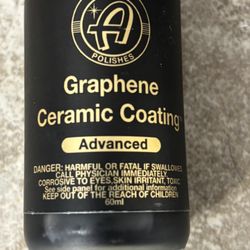 A
POLISHES
Graphene
Ceramic Coating
Advanced
DANGER: HARMFUL OR FATAL IF SWALLOWED
CALL PHYSICIAN IMMEDIATELY
CORROSIVE TO EYES, SKIN IRRITANT, TOXIC
See side panel for additional information
KEEP OUT OF THE REACH OF CHILDREN
60ml